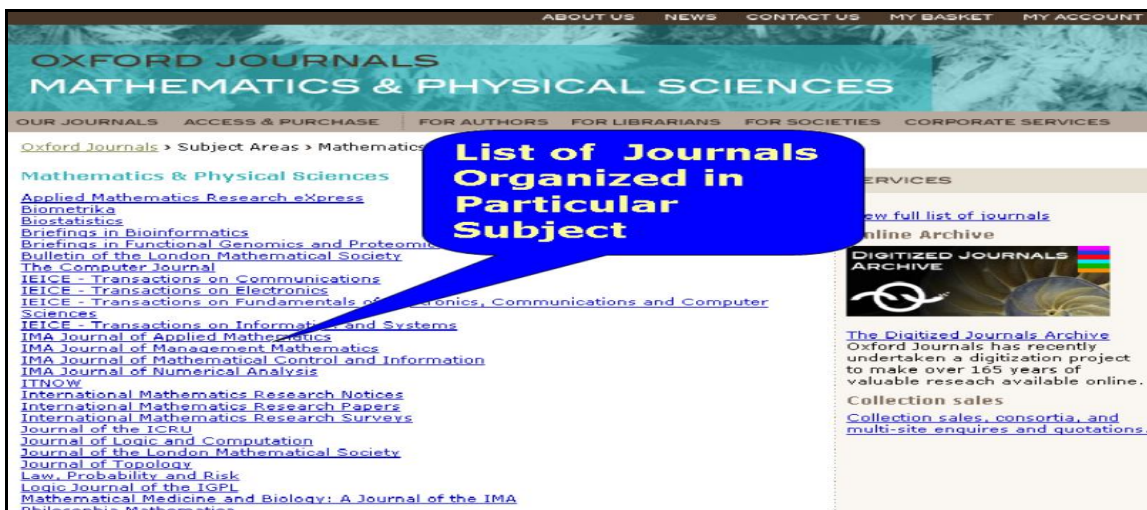 ABOUT US NEWS CONTACT US MY BASKET MY ACCOUNT
OXFORD JOURNALS
MATHEMATICS & PHYSICAL SCIENCES
OUR JOURNALS ACCESS & PURCHASE FOR AUTHORS FOR LIBRARIANS FOR SOCIETIES CORPORATE SERVICES
Oxford Journals > Subject Areas > Mathematics
List of Journals
Organized in
Particular
Subject
Mathematics & Physical Sciences
Applied Mathematics Research eXpress
Biometrika
Biostatistics
Briefings in Bioinformatics
Briefings in Functional Genomics and
Bulletin of the London Mathematical Society
The Computer Journal
IEICE - Transactions on Communications
IEICE - Transactions on Electronics
IEICE - Transactions on Fundamentals of Communications and Computer
Sciences
IEICE - Transactions on Information and Systems
IMA Journal of Applied Mathematics
IMA Journal of Management Mathematics
IMA Journal of Mathematical Control and Information
IMA Journal of Numerical Analysis
ITNOW
International Mathematics Research Notices
International Mathematics Research Papers
International Mathematics Research Surveys
Journal of the ICRU
Journal of Logic and Computation
Journal of the London Mathematical Society
Journal of Topology
Law, Probability and Risk
Logic Journal of the IGPL
Mathematical Medicine and Biology: A Journal of the IMA
full list of journals
Archive
DIGITIZED JOURNALS
ARCHIVE
The Digitized Journals Archive
Oxford Journals has recently
undertaken a digitization project
to make over 165 years of
valuable reseach available online.
Collection sales
Collection sales, consortia, and
multi-site enquires and quotations.